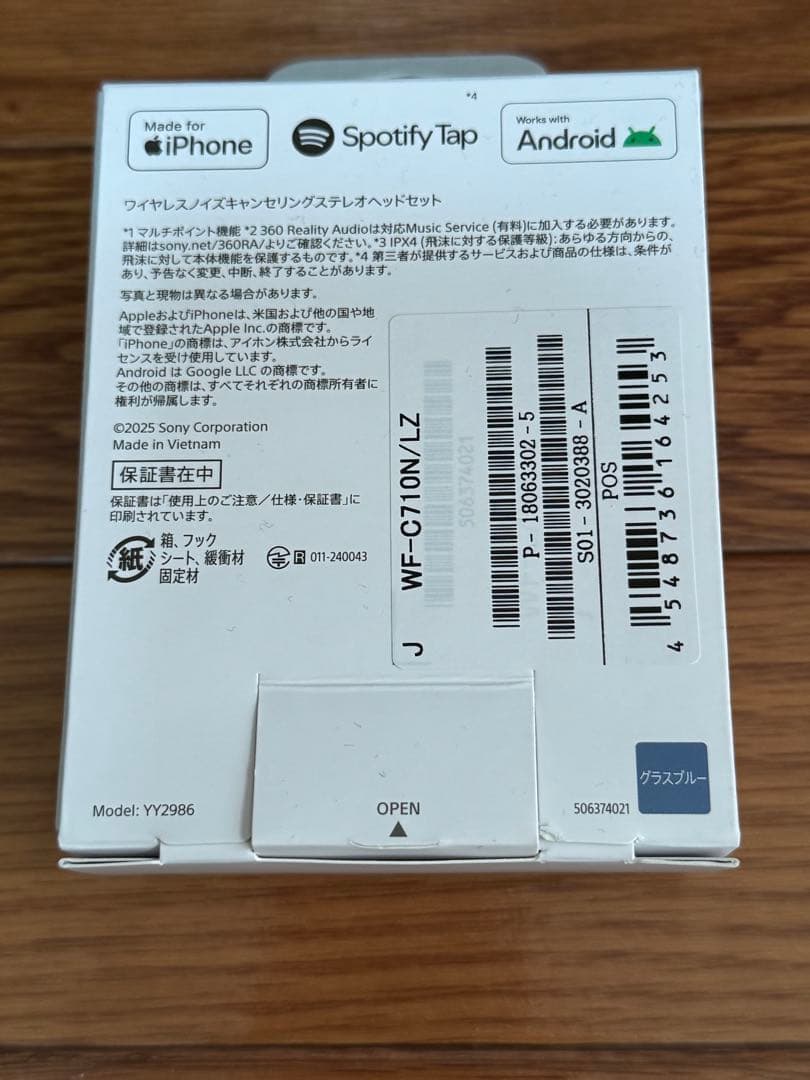 Made for
iPhone
Spotify Tap
*4
Works with
Android
ワイヤレスノイズキャンセリングステレオヘッドセット
*1 マルチポイント機能 *2 360 Reality Audioは対応Music Service (有料)に加入する必要があります。
詳細はsony.net/360RA/よりご確認ください。*3 IPX4 (飛沫に対する保護等級):あらゆる方向からの、
飛沫に対して本体機能を保護するものです。*4 第三者が提供するサービスおよび商品の仕様は、条件が
あり、予告なく変更、中断、終了することがあります。
写真と現物は異なる場合があります。
AppleおよびiPhoneは、米国および他の国や地
域で登録されたApple Inc.の商標です。
「iPhone」の商標は、アイホン株式会社からライ
センスを受け使用しています。
Android は Google LLC の商標です。
その他の商標は、すべてそれぞれの商標所有者に
権利が帰属します。
©2025 Sony Corporation
Made in Vietnam
保証書在中
保証書は「使用上のご注意/仕様・保証書」に
印刷されています。
紙
箱、フック
シート、緩衝材
固定材
R 011-240043
J WF-C710N/LZ
506374021
P-18063302-5
S01-3020388-A
POS
4 548736 164253
Model: YY2986
OPEN
506374021
グラスブルー